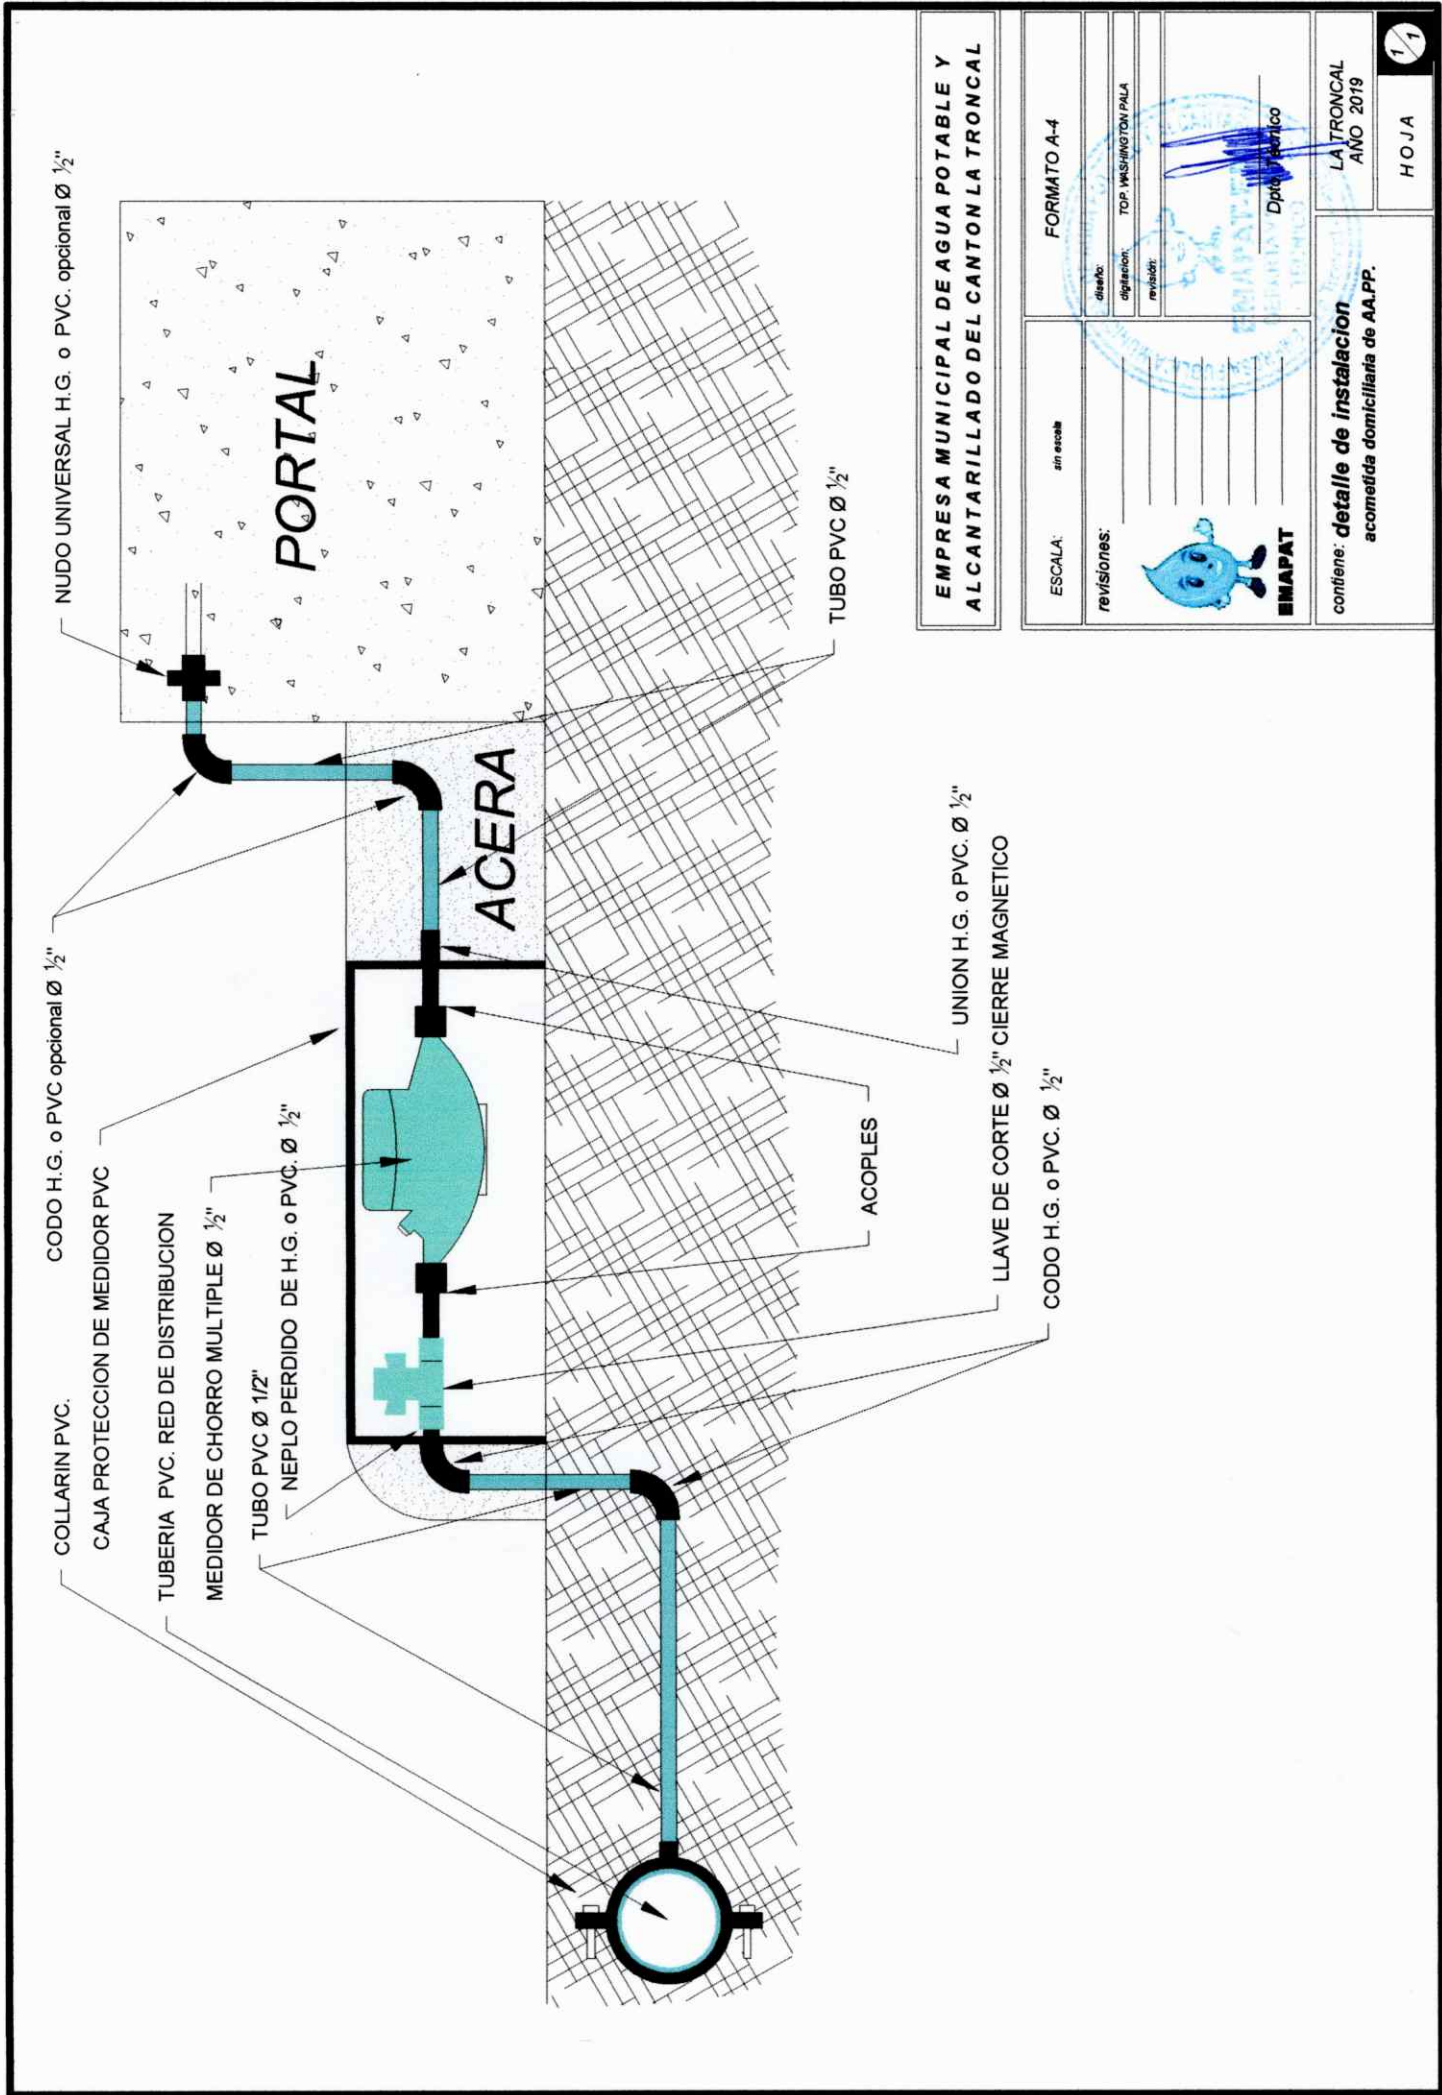 COLLARIN PVC.
CODO H.G. o PVC opcional Ø ½"
NUDO UNIVERSAL H.G. o PVC. opcional Ø ½"
CAJA PROTECCION DE MEDIDOR PVC
TUBERIA PVC. RED DE DISTRIBUCION
MEDIDOR DE CHORRO MULTIPLE Ø ½"
TUBO PVC Ø 1/2"
NEPLO PERDIDO DE H.G. o PVC. Ø ½"
PORTAL
ACERA
TUBO PVC Ø ½"
ACOPLES
UNION H.G. o PVC. Ø ½"
LLAVE DE CORTE Ø ½" CIERRE MAGNETICO
CODO H.G. o PVC. Ø ½"
EMPRESA MUNICIPAL DE AGUA POTABLE Y
ALCANTARILLADO DEL CANTON LA TRONCAL
ESCALA: sin escala
FORMATO A-4
revisiones:
diseño:
digitacion: TOP. WASHINGTON PALA
revisión:
EMAPAT
Dpto. Técnico
contiene: detalle de instalacion
acometida domiciliaria de AA.PP.
LA TRONCAL
AÑO 2019
HOJA
1/1